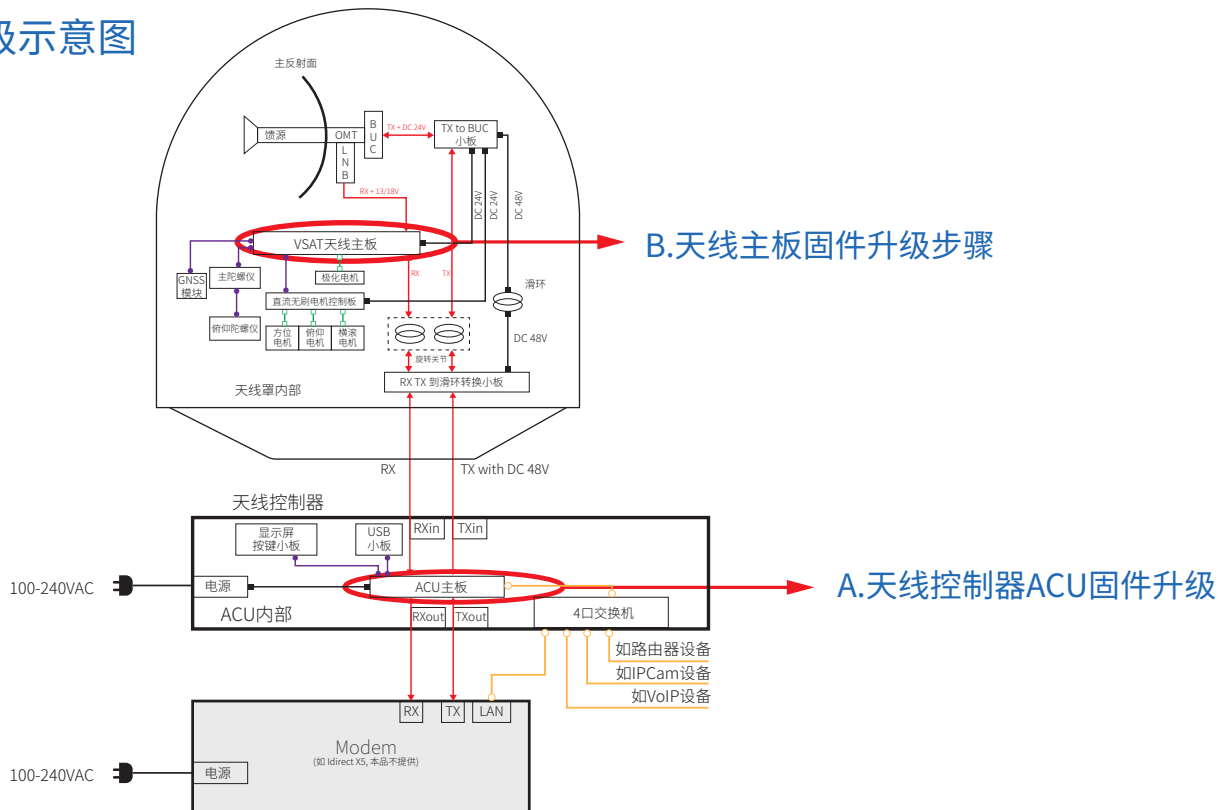 级示意图
主反射面
馈源
OMT
B
U
C
L
N
B
TX + DC 24V
TX to BUC
小板
RX + 13/18V
DC 24V
DC 24V
DC 48V
VSAT天线主板
B.天线主板固件升级步骤
GNSS
模块
主陀螺仪
极化电机
RX
TX
滑环
直流无刷电机控制板
俯仰陀螺仪
方位
电机
俯仰
电机
横滚
电机
旋转关节
DC 48V
RX TX 到滑环转换小板
天线罩内部
RX
TX with DC 48V
天线控制器
显示屏
按键小板
USB
小板
RXin
TXin
100-240VAC
电源
ACU主板
A.天线控制器ACU固件升级
ACU内部
RXout
TXout
4口交换机
如路由器设备
如IPCam设备
如VoIP设备
RX
TX
LAN
Modem
(如 Idirect X5, 本品不提供)
100-240VAC
电源